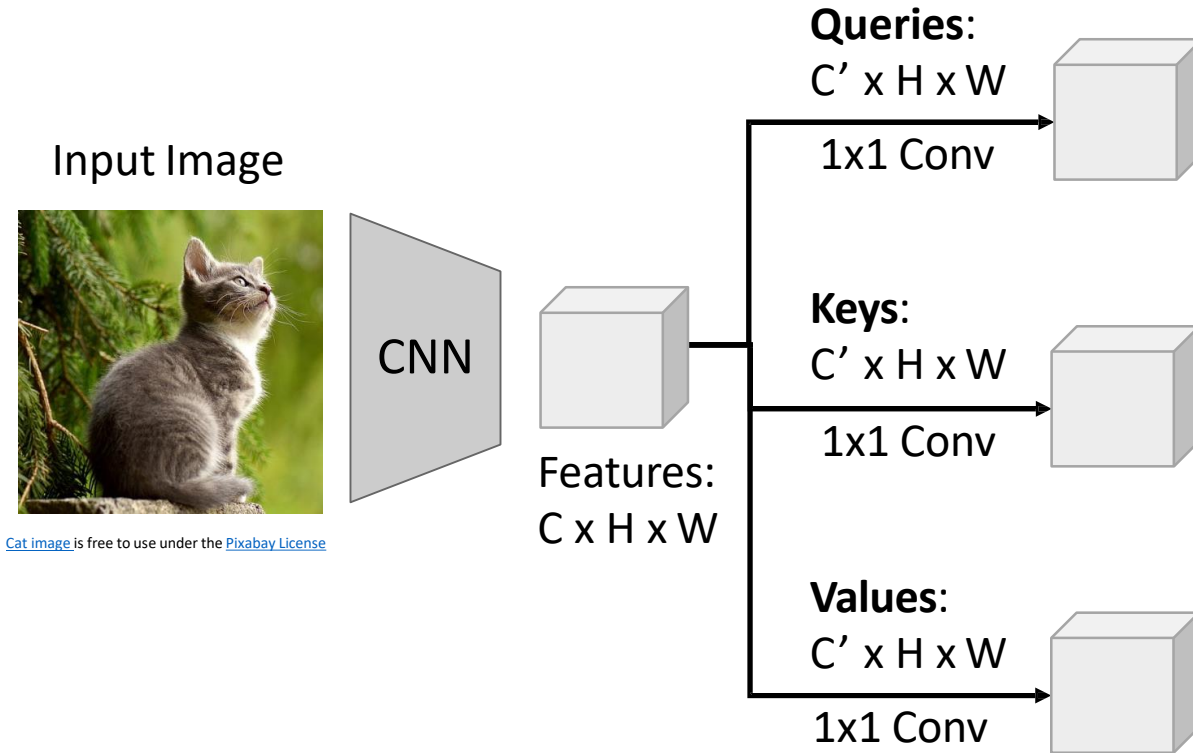 Input Image
Cat image is free to use under the Pixabay License
CNN
Features:
C x H x W
Queries:
C’ x H x W
1x1 Conv
Keys:
C’ x H x W
1x1 Conv
Values:
C’ x H x W
1x1 Conv